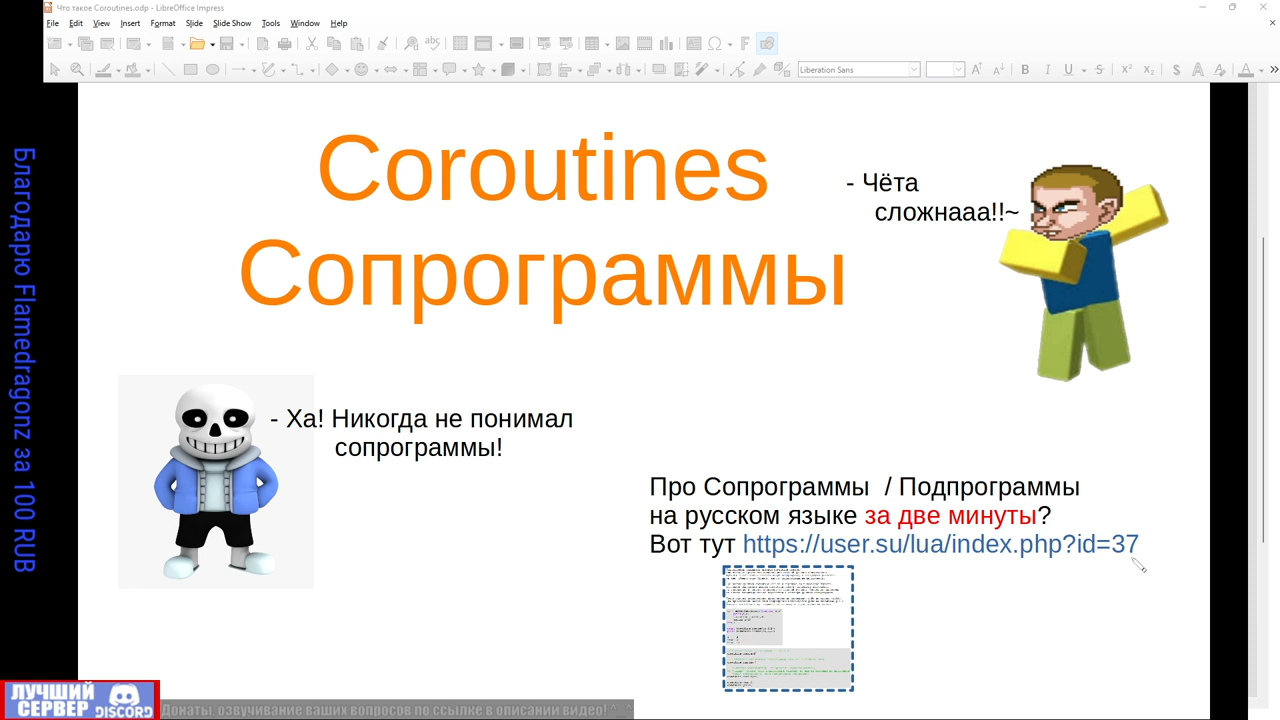 Что такое Coroutines.odp - LibreOffice Impress
File Edit View Insert Format Slide Slide Show Tools Window Help
Liberation Sans
Coroutines
Сопрограммы
- Чёта
сложнааа!!~
- Ха! Никогда не понимал
сопрограммы!
Про Сопрограммы / Подпрограммы
на русском языке за две минуты?
Вот тут https://user.su/lua/index.php?id=37
Благодарю Flamedragonz за 100 RUB
ЛУЧШИЙ
СЕРВЕР DISCORD
Донаты, озвучивание ваших вопросов по ссылке в описании видео! ^_^